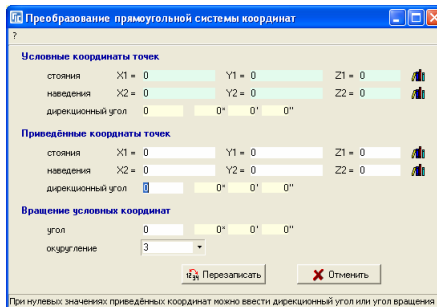 Преобразование прямоугольной системы координат
?
Условные координаты точек
стояния X1 = 0 Y1 = 0 Z1 = 0
наведения X2 = 0 Y2 = 0 Z2 = 0
дирекционный угол 0 0° 0' 0"
Приведённые коорднаты точек
стояния X1 = 0 Y1 = 0 Z1 = 0
наведения X2 = 0 Y2 = 0 Z2 = 0
дирекционный угол 0 0° 0' 0"
Вращение условных координат
угол 0 0° 0' 0"
окуругление 3
Перезаписать Отменить
При нулевых значениях приведённых координат можно ввести дирекционный угол или угол вращения